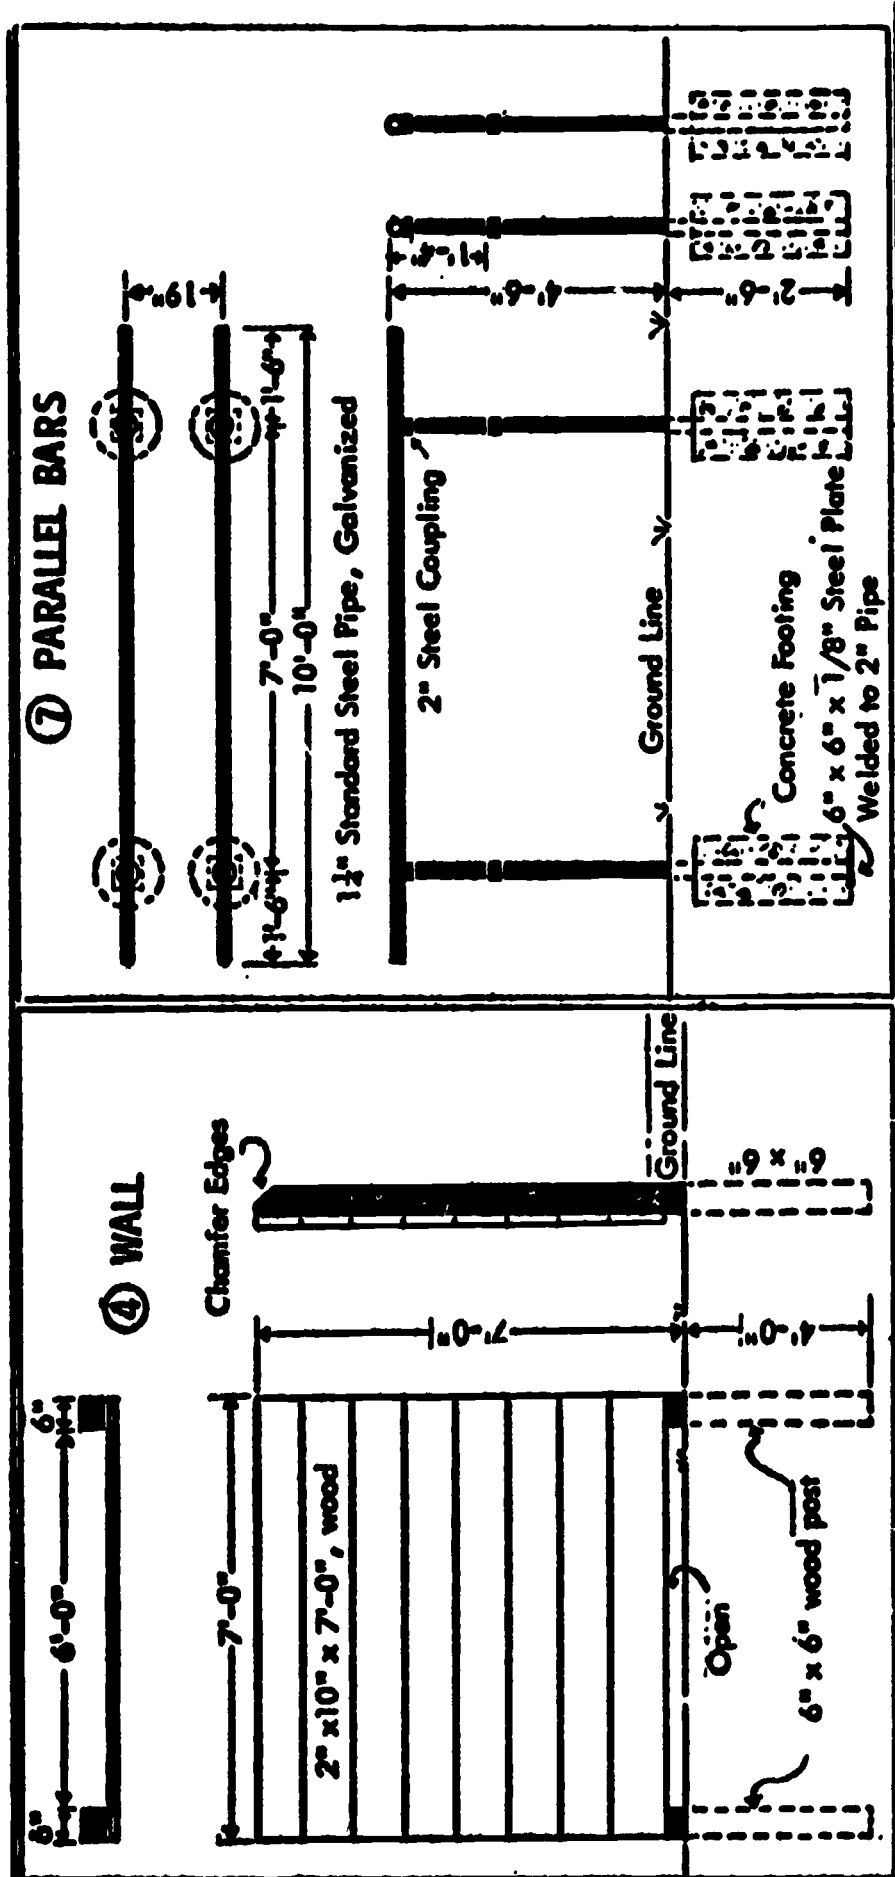 7 PARALLEL BARS
19"
1'-6"
7'-0"
1'-6"
10'-0"
1½" Standard Steel Pipe, Galvanized
2" Steel Coupling
1'-4"
4'-6"
2'-6"
Ground Line
Concrete Footing
6" x 6" x 1/8" Steel Plate
Welded to 2" Pipe
4 WALL
6"
6'-0"
6"
Chamfer Edges
7'-0"
2" x10" x 7'-0", wood
7'-0"
4'-0"
Ground Line
6" x 6"
Open
6" x 6" wood post